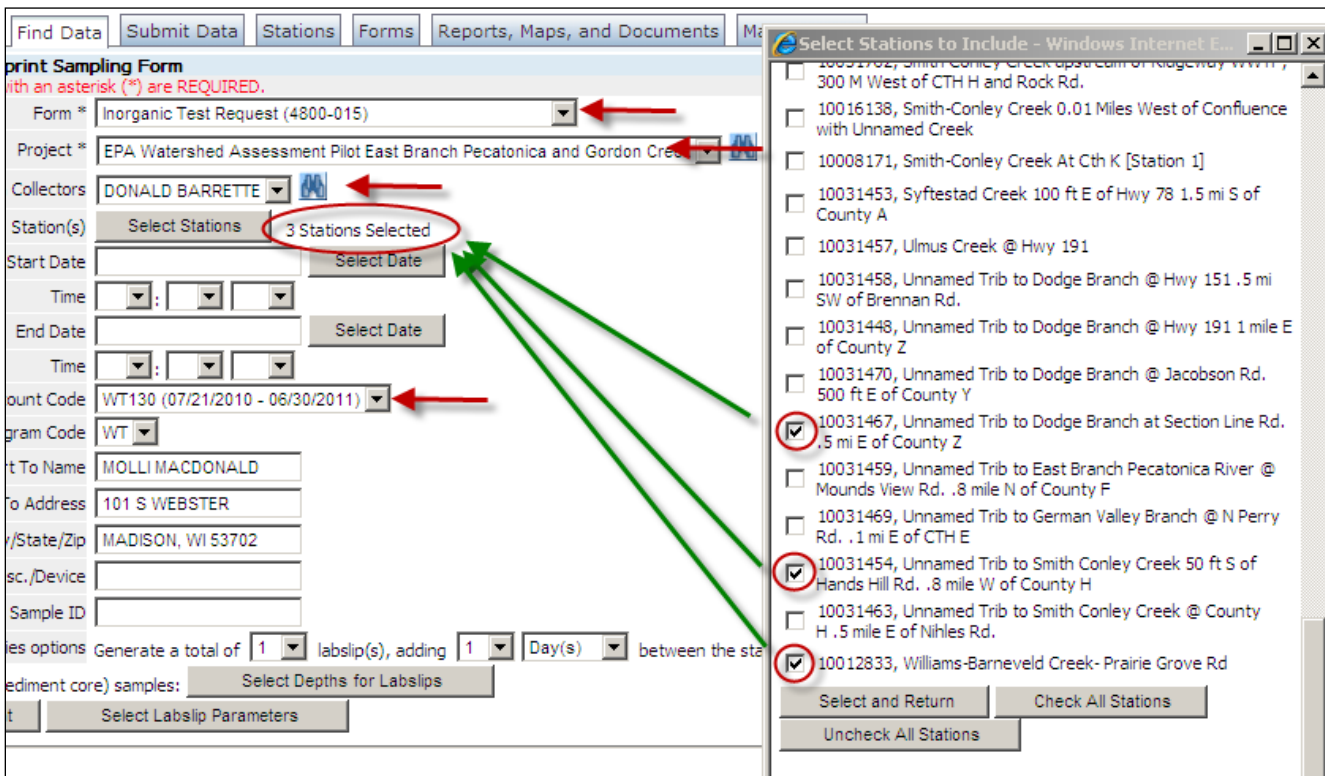 Find Data Submit Data Stations Forms Reports, Maps, and Documents
print Sampling Form
with an asterisk (*) are REQUIRED.
Form * Inorganic Test Request (4800-015)
Project * EPA Watershed Assessment Pilot East Branch Pecatonica and Gordon
Collectors DONALD BARRETTE
Station(s) Select Stations 3 Stations Selected
Start Date Select Date
Time : 
End Date Select Date
Time : 
ount Code WT130 (07/21/2010 - 06/30/2011)
gram Code WT
rt To Name MOLLI MACDONALD
To Address 101 S WEBSTER
y/State/Zip MADISON, WI 53702
sc./Device
Sample ID
ies options Generate a total of 1 labslip(s), adding 1 Day(s) between the sta
ediment core) samples: Select Depths for Labslips
t Select Labslip Parameters
Select Stations to Include - Windows Internet E...
300 M West of CTH H and Rock Rd.
10016138, Smith-Conley Creek 0.01 Miles West of Confluence
with Unnamed Creek
10008171, Smith-Conley Creek At Cth K [Station 1]
10031453, Syftestad Creek 100 ft E of Hwy 78 1.5 mi S of
County A
10031457, Ulmus Creek @ Hwy 191
10031458, Unnamed Trib to Dodge Branch @ Hwy 151 .5 mi
SW of Brennan Rd.
10031448, Unnamed Trib to Dodge Branch @ Hwy 191 1 mile E
of County Z
10031470, Unnamed Trib to Dodge Branch @ Jacobson Rd.
500 ft E of County Y
10031467, Unnamed Trib to Dodge Branch at Section Line Rd.
.5 mi E of County Z
10031459, Unnamed Trib to East Branch Pecatonica River @
Mounds View Rd. .8 mile N of County F
10031469, Unnamed Trib to German Valley Branch @ N Perry
Rd. .1 mi E of CTH E
10031454, Unnamed Trib to Smith Conley Creek 50 ft S of
Hands Hill Rd. .8 mile W of County H
10031463, Unnamed Trib to Smith Conley Creek @ County
H .5 mile E of Nihles Rd.
10012833, Williams-Barneveld Creek- Prairie Grove Rd
Select and Return Check All Stations
Uncheck All Stations